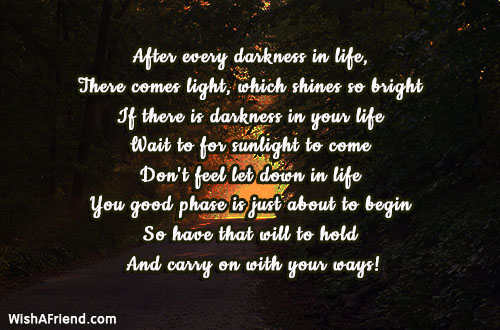 After every darkness in life,
There comes light, which shines so bright
If there is darkness in your life
Wait to for sunlight to come
Don't feel let down in life
You good phase is just about to begin
So have that will to hold
And carry on with your ways!
WishAFriend.com